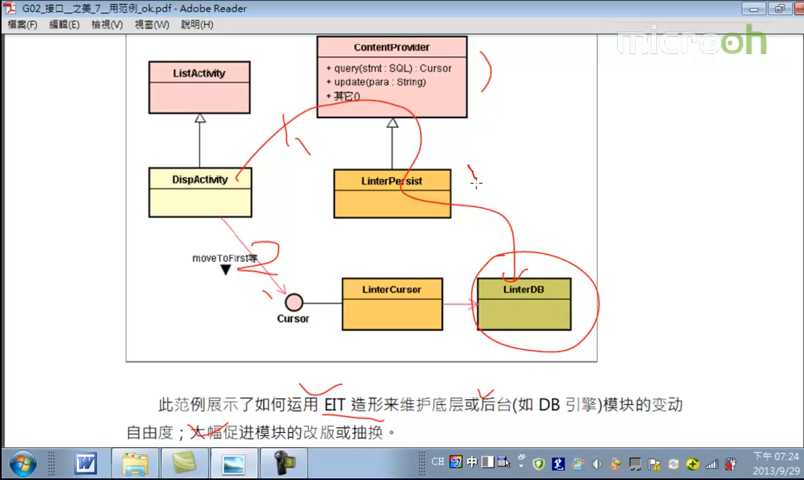 G02_接口__之美_7__用范例_ok.pdf - Adobe Reader
檔案(F) 編輯(E) 檢視(V) 視窗(W) 說明(H)
microoh
ContentProvider
ListActivity
+ query(stmt : SQL) : Cursor
+ update(para : String)
+ 其它()
1
DispActivity
LinterPersist
moveToFirst等
2
LinterCursor
LinterDB
Cursor
此范例展示了如何运用 EIT 造形来维护底层或后台(如 DB 引擎)模块的变动
自由度；大幅促进模块的改版或抽换。
CH
下午 07:24
2013/9/29